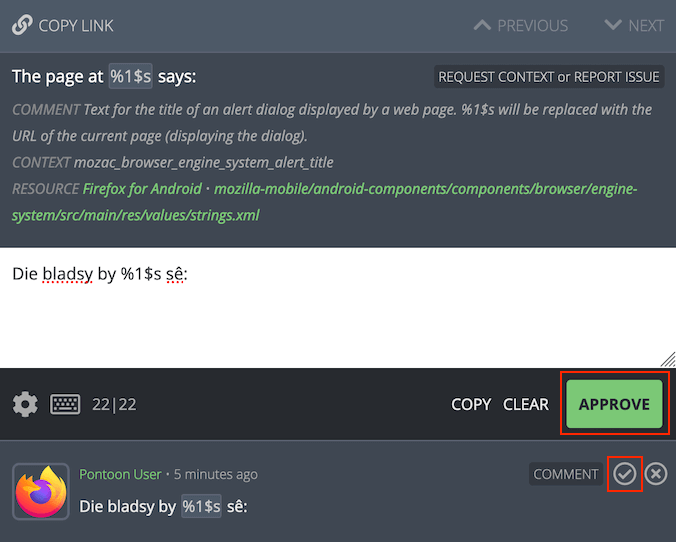 COPY LINK PREVIOUS NEXT
The page at %1$s says: REQUEST CONTEXT or REPORT ISSUE
COMMENT Text for the title of an alert dialog displayed by a web page. %1$s will be replaced with the
URL of the current page (displaying the dialog).
CONTEXT mozac_browser_engine_system_alert_title
RESOURCE Firefox for Android • mozilla-mobile/android-components/components/browser/engine-
system/src/main/res/values/strings.xml
Die bladsy by %1$s sê:
22|22 COPY CLEAR APPROVE
Pontoon User • 5 minutes ago COMMENT
Die bladsy by %1$s sê: